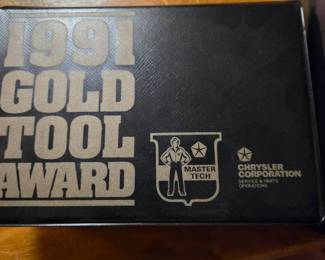 1991
GOLD
TOOL
AWARD
MASTER
TECH
CHRYSLER
CORPORATION
SERVICE & PARTS
OPERATIONS